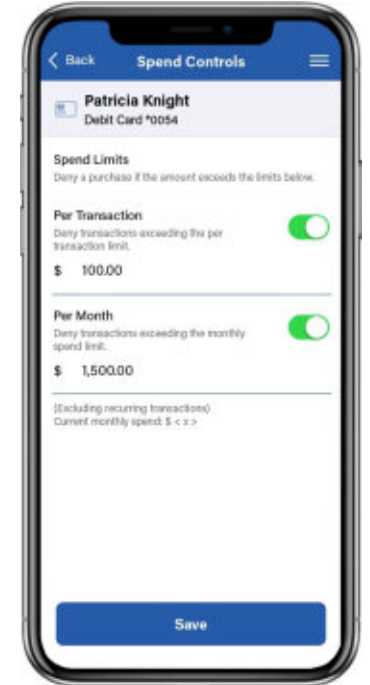 Back
Spend Controls
Patricia Knight
Debit Card *0054
Spend Limits
Deny a purchase if the amount exceeds the limits below.
Per Transaction
Deny transactions exceeding the per
transaction limit.
$ 100.00
Per Month
Deny transactions exceeding the monthly
spend limit.
$ 1,500.00
(Excluding recurring transactions)
Current monthly spend: $ < x >
Save